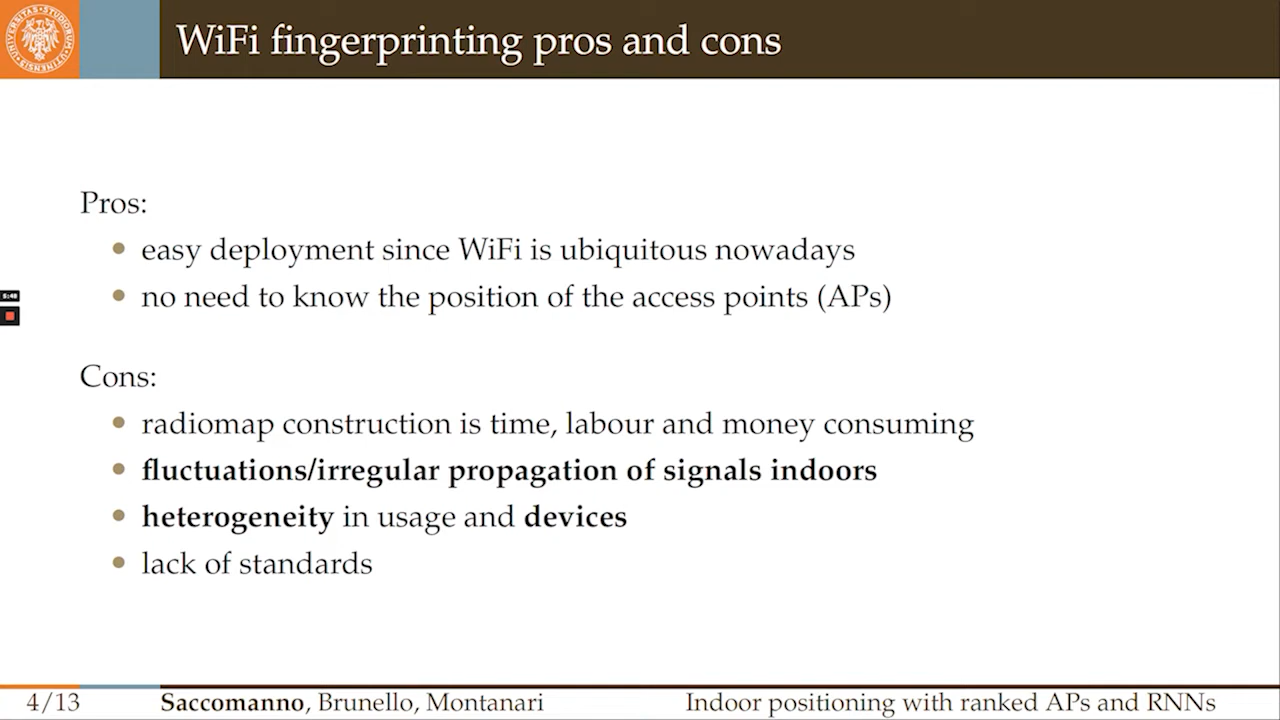 WiFi fingerprinting pros and cons
Pros:
• easy deployment since WiFi is ubiquitous nowadays
• no need to know the position of the access points (APs)
Cons:
• radiomap construction is time, labour and money consuming
• fluctuations/irregular propagation of signals indoors
• heterogeneity in usage and devices
• lack of standards
4/13
Saccomanno, Brunello, Montanari
Indoor positioning with ranked APs and RNNs